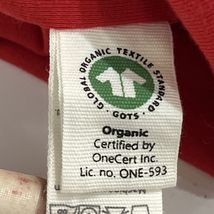 GLOBAL ORGANIC TEXTILE STANDARD
· GOTS ·
Organic
Certified by
OneCert Inc.
Lic. no. ONE-593